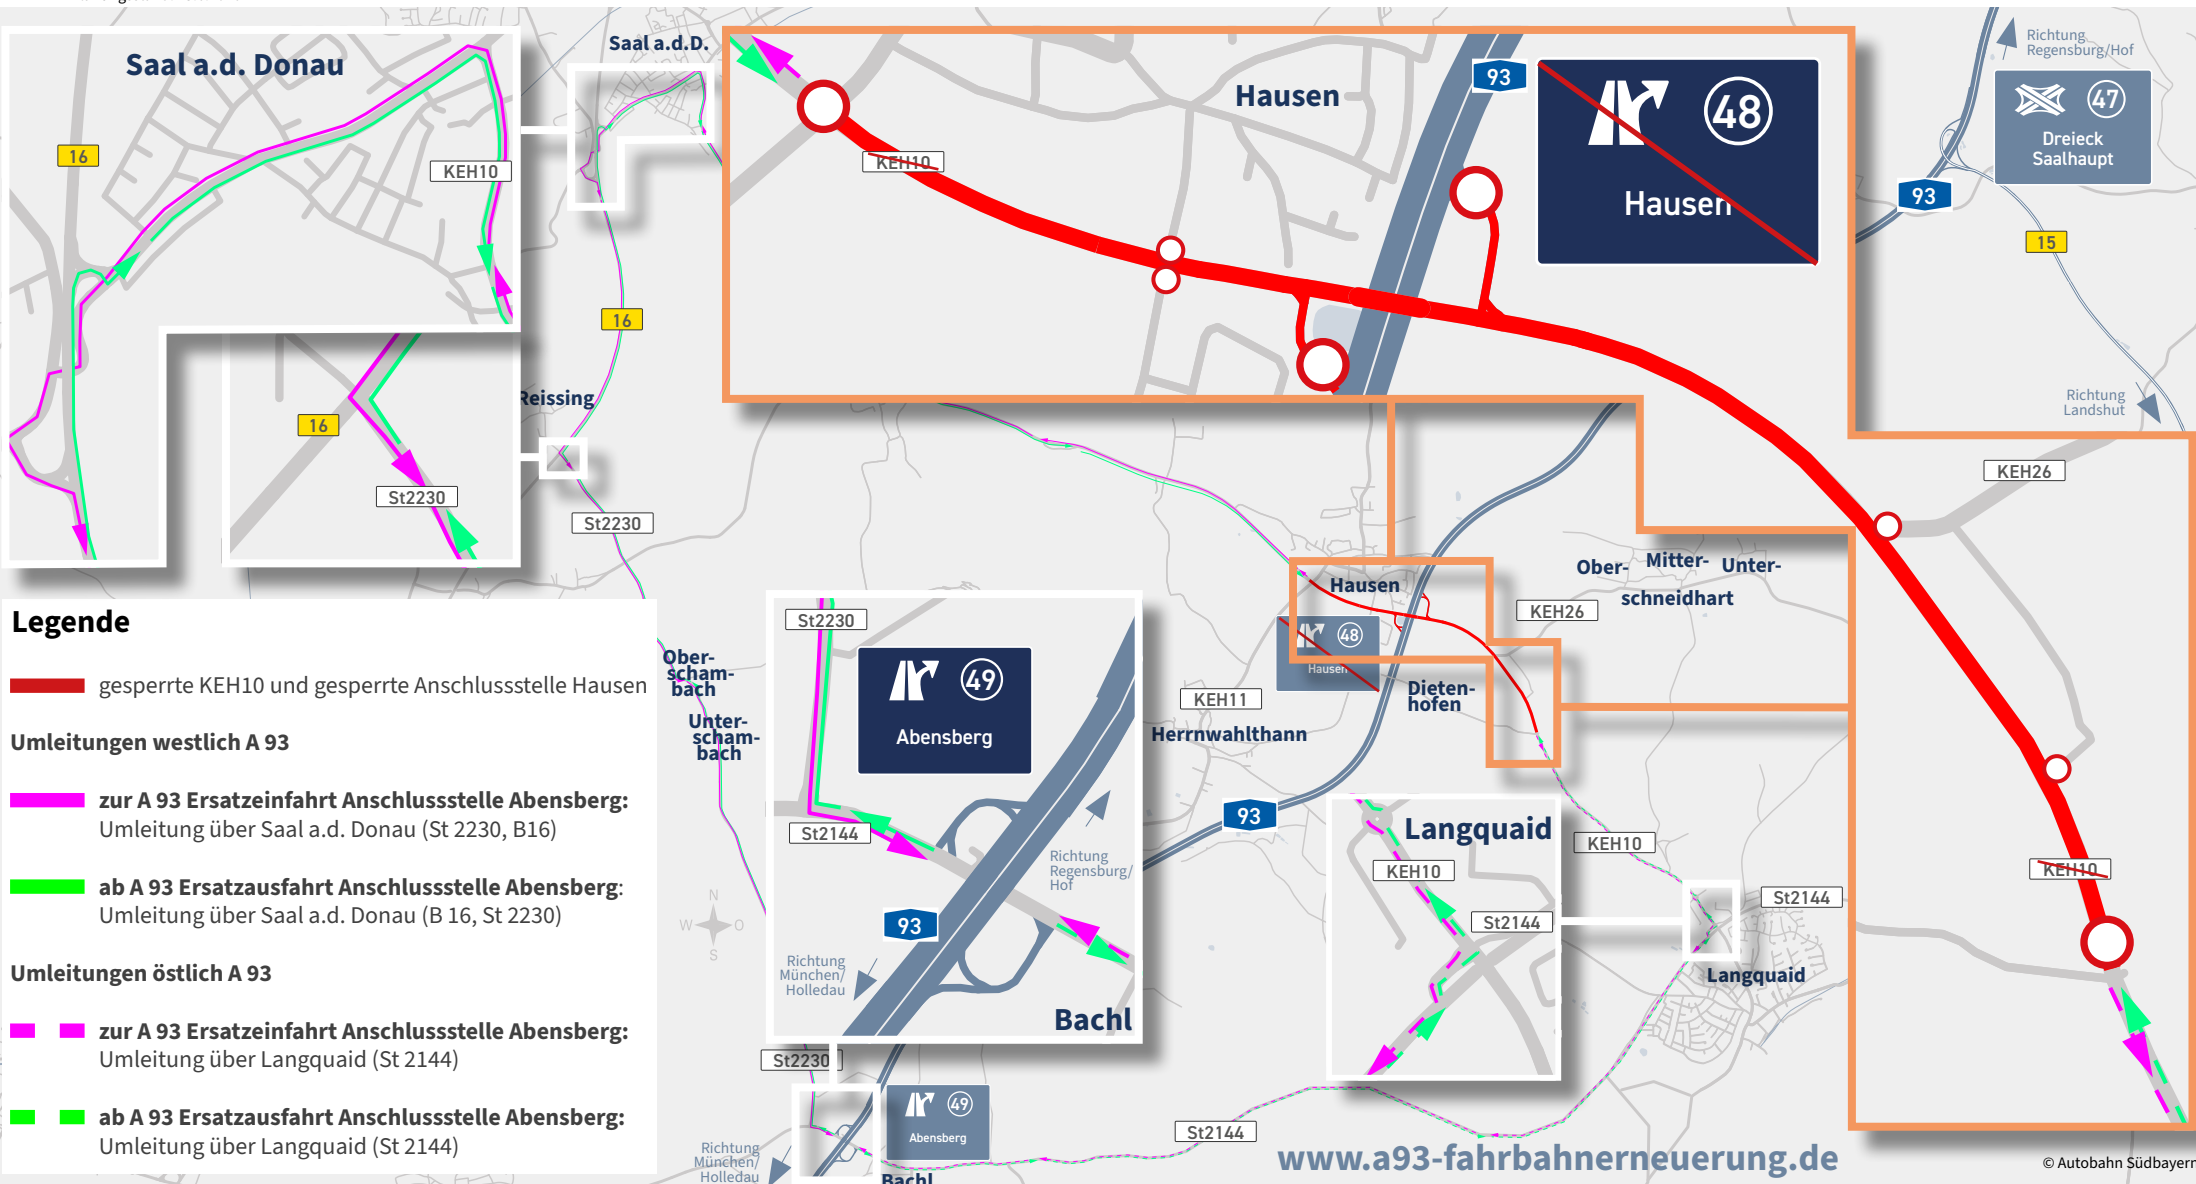 Saal a.d. Donau
16
KEH10
16
St2230
Saal a.d.D.
16
Reissing
St2230
Hausen
KEH10
93
48
Hausen
Richtung
Regensburg/Hof
47
Dreieck
Saalhaupt
93
15
Richtung
Landshut
KEH26
KEH10
Legende
gesperrte KEH10 und gesperrte Anschlussstelle Hausen
Umleitungen westlich A 93
zur A 93 Ersatzeinfahrt Anschlussstelle Abensberg:
Umleitung über Saal a.d. Donau (St 2230, B16)
ab A 93 Ersatzausfahrt Anschlussstelle Abensberg:
Umleitung über Saal a.d. Donau (B 16, St 2230)
Umleitungen östlich A 93
zur A 93 Ersatzeinfahrt Anschlussstelle Abensberg:
Umleitung über Langquaid (St 2144)
ab A 93 Ersatzausfahrt Anschlussstelle Abensberg:
Umleitung über Langquaid (St 2144)
Ober-
scham-
bach
Unter-
scham-
bach
N
W
O
S
St2230
49
Abensberg
St2144
Richtung
Regensburg/
Hof
93
Richtung
München/
Holledau
Bachl
Hausen
48
Hausen
KEH11
Herrnwahlthann
Dieten-
hofen
93
Ober-
Mitter-
Unter-
schneidhart
KEH26
KEH10
Langquaid
KEH10
St2144
St2144
Langquaid
St2230
49
Abensberg
Richtung
München/
Holledau
Bachl
St2144
www.a93-fahrbahnerneuerung.de
© Autobahn Südbayern